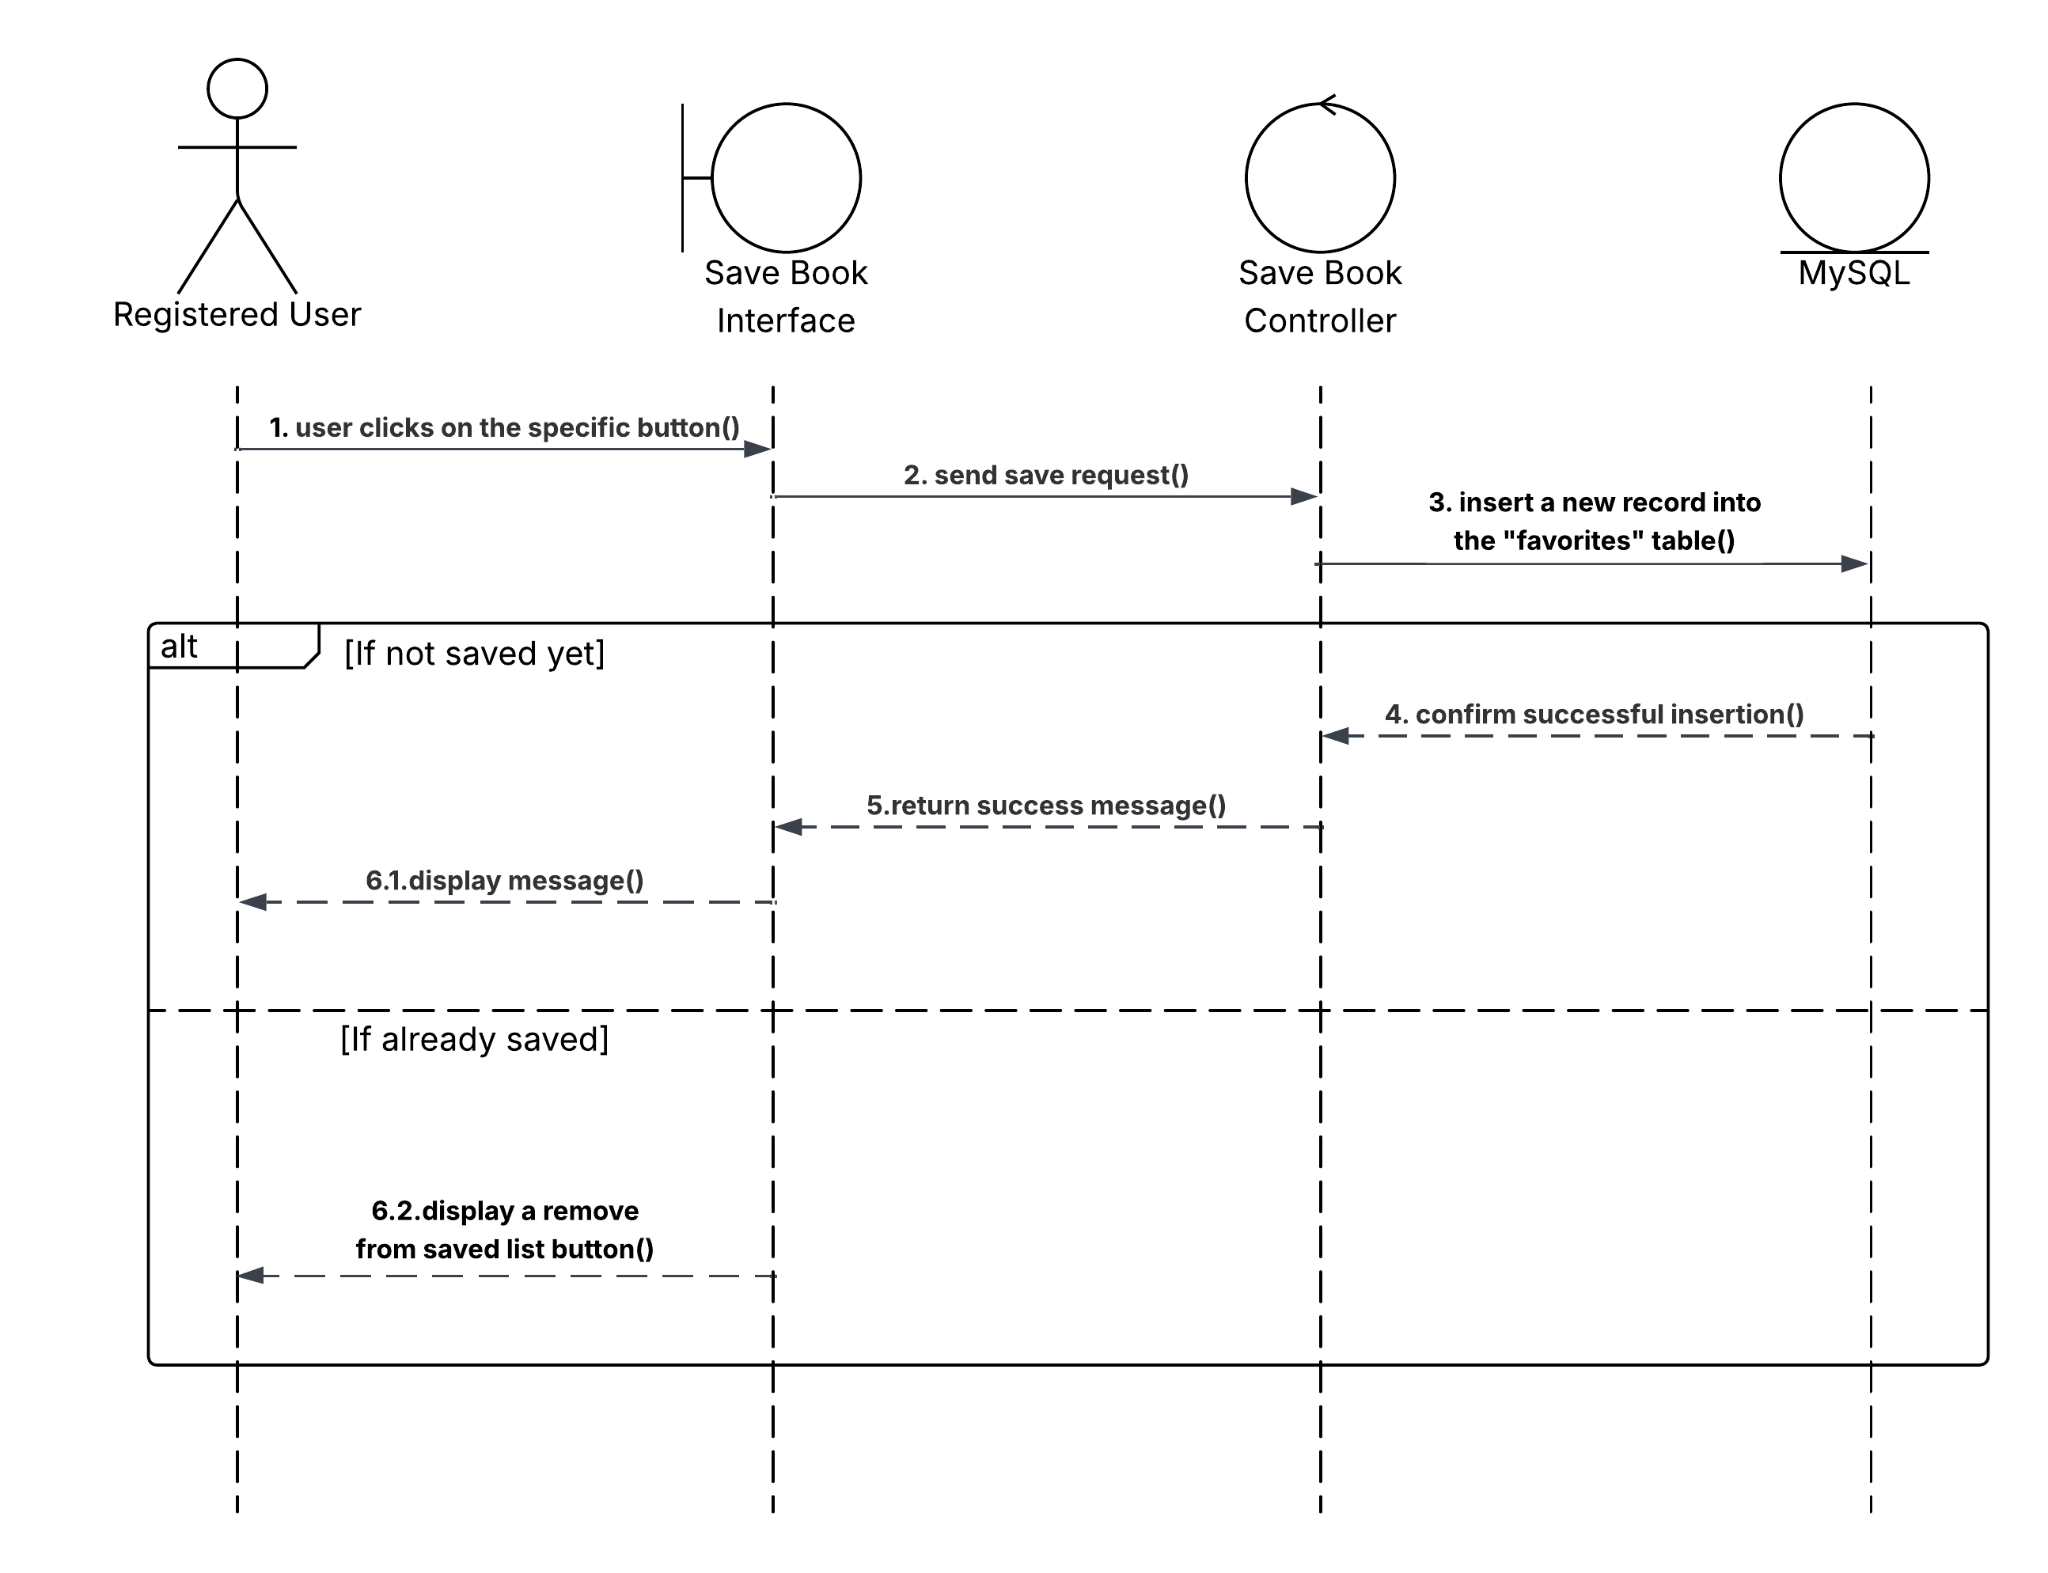 Registered User
Save Book
Interface
Save Book
Controller
MySQL
1. user clicks on the specific button()
2. send save request()
3. insert a new record into
the "favorites" table()
alt
[If not saved yet]
4. confirm successful insertion()
5.return success message()
6.1.display message()
[If already saved]
6.2.display a remove
from saved list button()